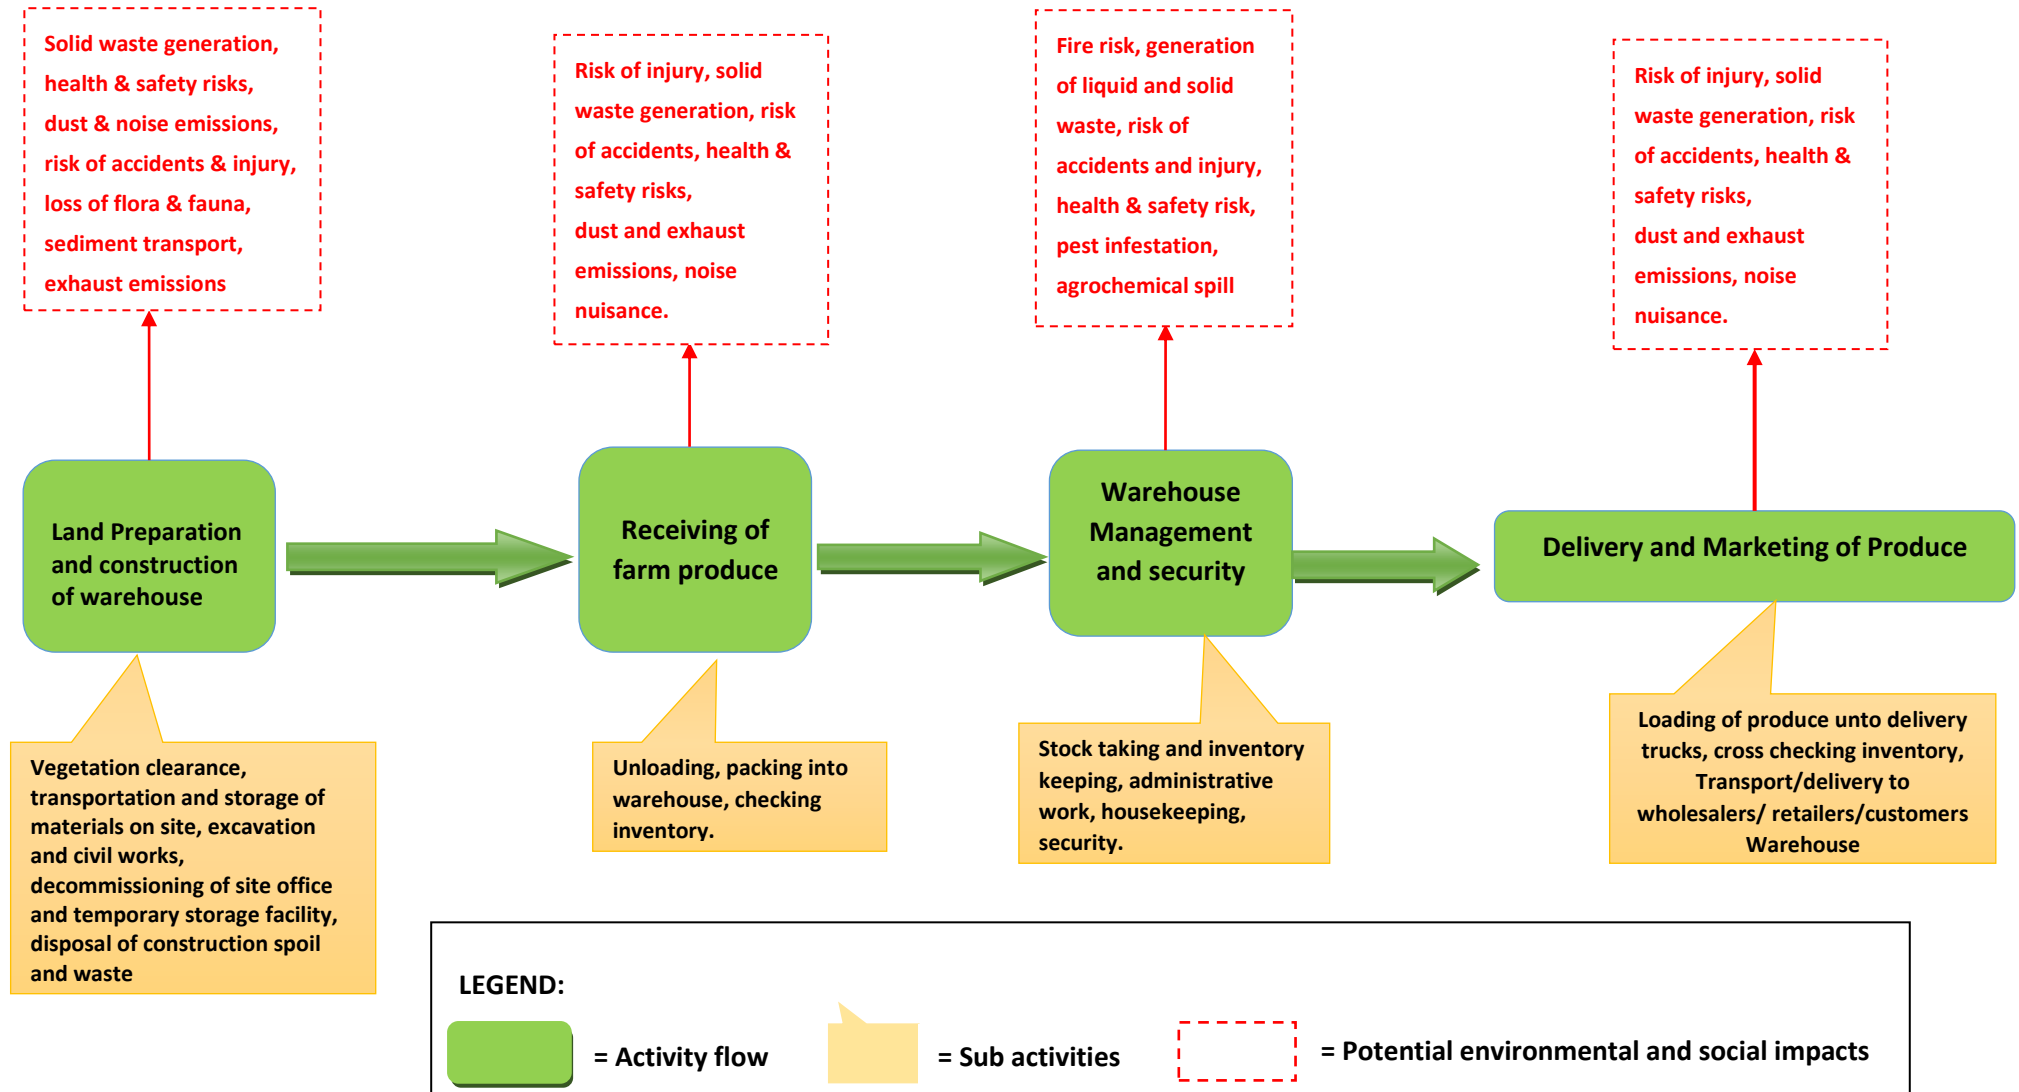 Solid waste generation,
health & safety risks,
dust & noise emissions,
risk of accidents & injury,
loss of flora & fauna,
sediment transport,
exhaust emissions
Risk of injury, solid
waste generation, risk
of accidents, health &
safety risks,
dust and exhaust
emissions, noise
nuisance.
Fire risk, generation
of liquid and solid
waste, risk of
accidents and injury,
health & safety risk,
pest infestation,
agrochemical spill
Risk of injury, solid
waste generation, risk
of accidents, health &
safety risks,
dust and exhaust
emissions, noise
nuisance.
Land Preparation
and construction
of warehouse
Receiving of
farm produce
Warehouse
Management
and security
Delivery and Marketing of Produce
Vegetation clearance,
transportation and storage of
materials on site, excavation
and civil works,
decommissioning of site office
and temporary storage facility,
disposal of construction spoil
and waste
Unloading, packing into
warehouse, checking
inventory.
Stock taking and inventory
keeping, administrative
work, housekeeping,
security.
Loading of produce unto delivery
trucks, cross checking inventory,
Transport/delivery to
wholesalers/ retailers/customers
Warehouse
LEGEND:
= Activity flow
= Sub activities
= Potential environmental and social impacts